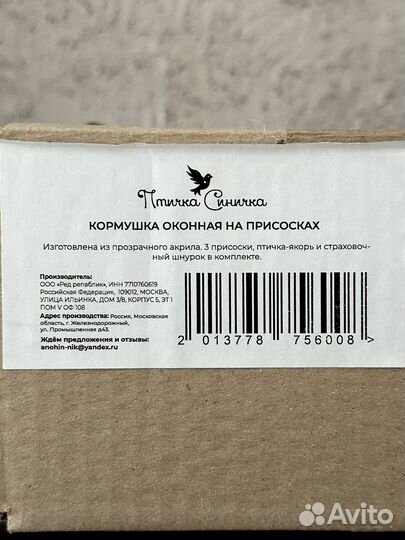 Птичка Синичка
КОРМУШКА ОКОННАЯ НА ПРИСОСКАХ
Изготовлена из прозрачного акрила. 3 присоски, птичка-якорь и страховоч-
ный шнурок в комплекте.
Производитель:
ООО «Ред репаблик», ИНН 7710760619
Российская Федерация, 109012, МОСКВА,
УЛИЦА ИЛЬИНКА, ДОМ 3/8, КОРПУС 5, ЭТ 1
ПОМ V ОФ 108
Адрес производства: Россия, Московская
область, г. Железнодорожный,
ул. Промышленная д43.
Ждём предложения и отзывы:
anohin-nik@yandex.ru
2 013778 756008 >
Avito